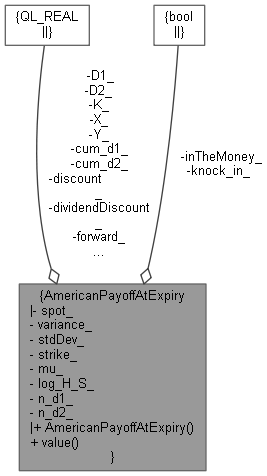 {QL_REAL
||}
{bool
||}
-D1_
-D2_
-K_
-X_
-Y_
-cum_d1_
-cum_d2_
-discount
_
-dividendDiscount
_
-forward_
...
-inTheMoney_
-knock_in_
{AmericanPayoffAtExpiry
|- spot_
- variance_
- stdDev_
- strike_
- mu_
- log_H_S_
- n_d1_
- n_d2_
|+ AmericanPayoffAtExpiry()
+ value()
}